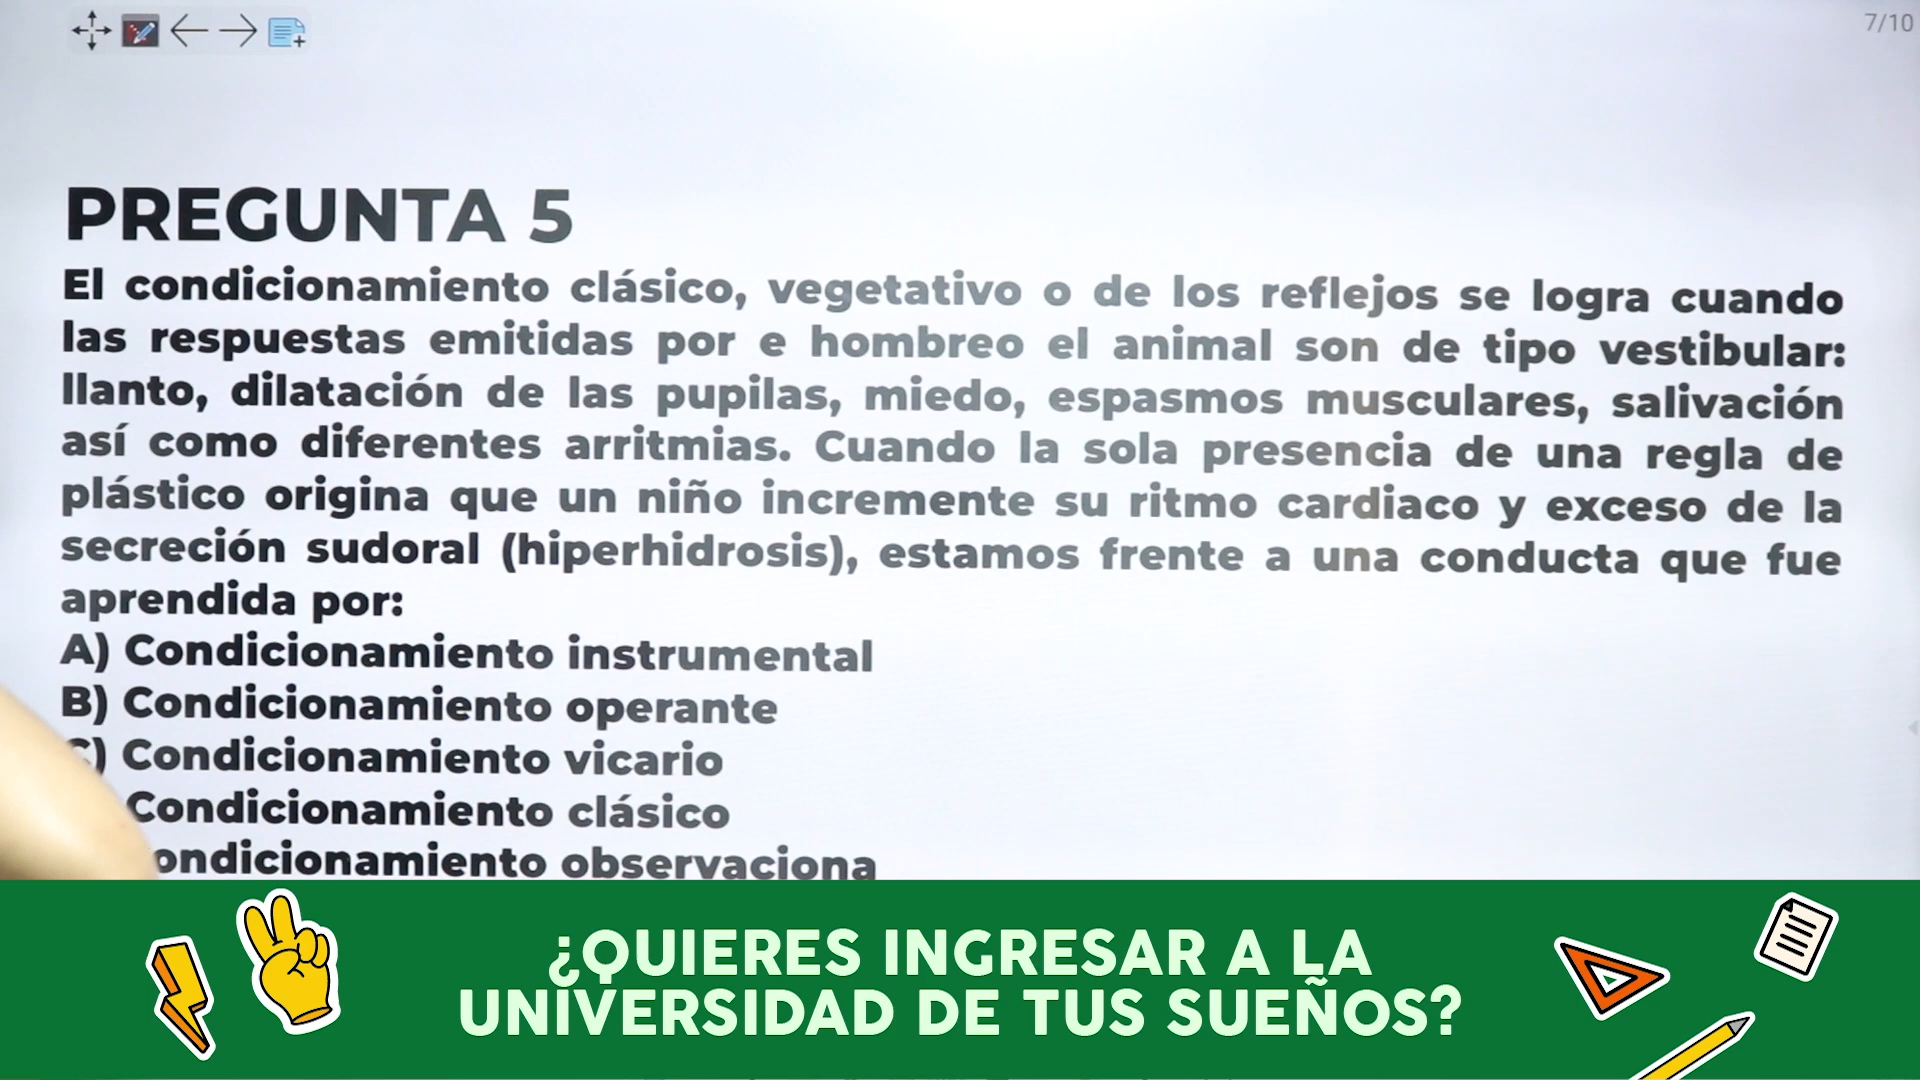 7/10
PREGUNTA 5
El condicionamiento clásico, vegetativo o de los reflejos se logra cuando
las respuestas emitidas por e hombreo el animal son de tipo vestibular:
llanto, dilatación de las pupilas, miedo, espasmos musculares, salivación
así como diferentes arritmias. Cuando la sola presencia de una regla de
plástico origina que un niño incremente su ritmo cardiaco y exceso de la
secreción sudoral (hiperhidrosis), estamos frente a una conducta que fue
aprendida por:
A) Condicionamiento instrumental
B) Condicionamiento operante
C) Condicionamiento vicario
Condicionamiento clásico
ondicionamiento observaciona
¿QUIERES INGRESAR A LA
UNIVERSIDAD DE TUS SUEÑOS?